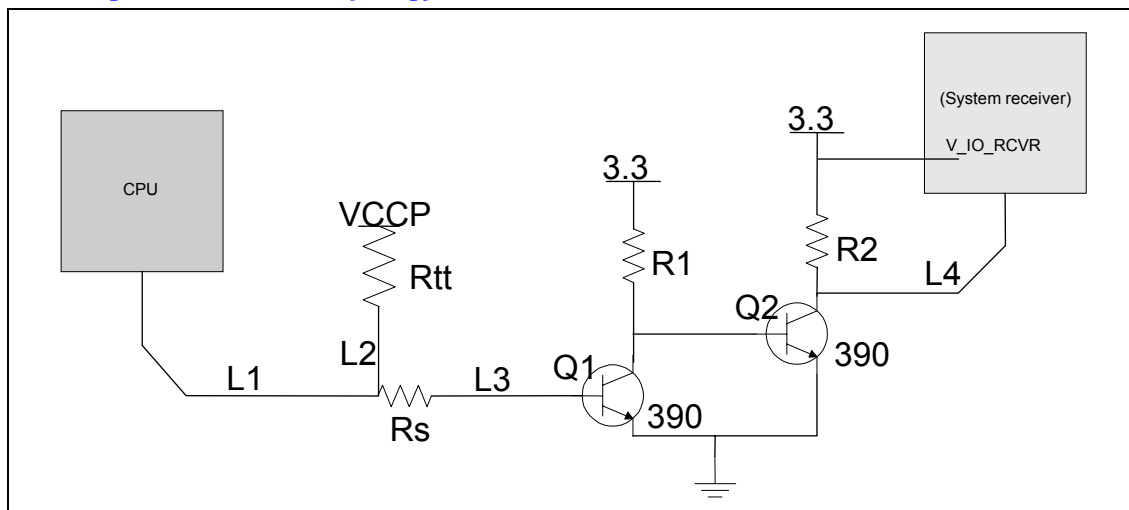 (System receiver)
3.3
V_IO_RCVR
CPU
3.3
VCCP
R1
R2
Rtt
L4
Q2
L2
390
L1
L3
Q1
Rs
390